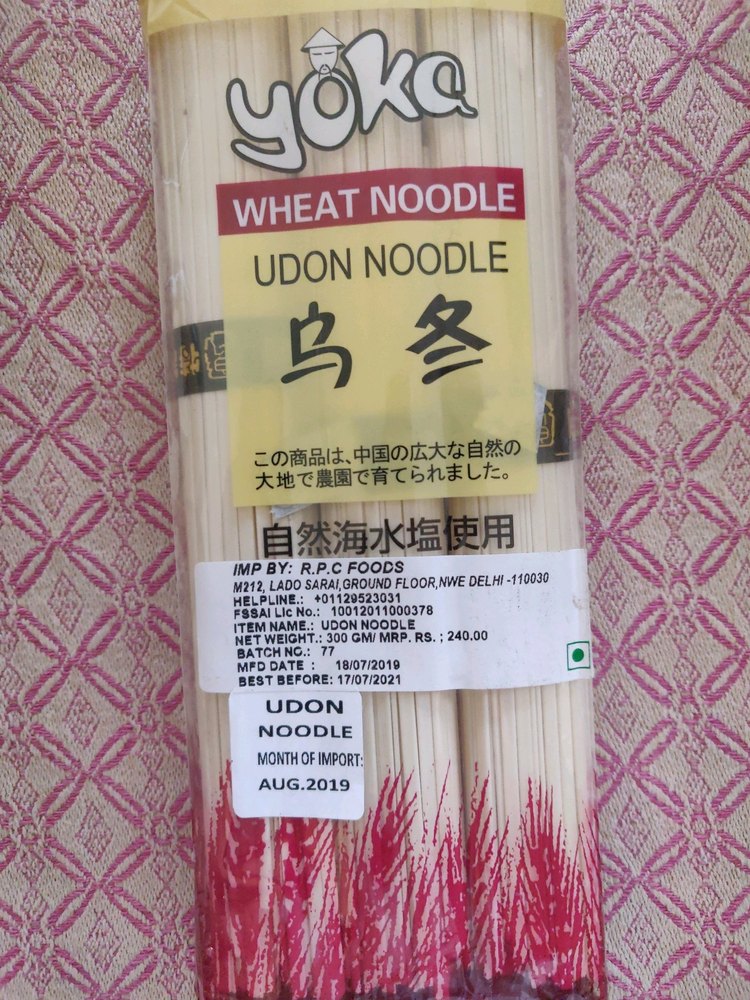 yoka
WHEAT NOODLE
UDON NOODLE
乌 冬
この商品は、中国の広大な自然の
大地で農園で育てられました。
自然海水塩使用
IMP BY: R.P.C FOODS
M212, LADO SARAI,GROUND FLOOR,NWE DELHI -110030
HELPLINE.: +01129523031
FSSAI Lic No.: 10012011000378
ITEM NAME.: UDON NOODLE
NET WEIGHT.: 300 GM/ MRP. RS. ; 240.00
BATCH NO.: 77
MFD DATE : 18/07/2019
BEST BEFORE: 17/07/2021
UDON
NOODLE
MONTH OF IMPORT:
AUG.2019